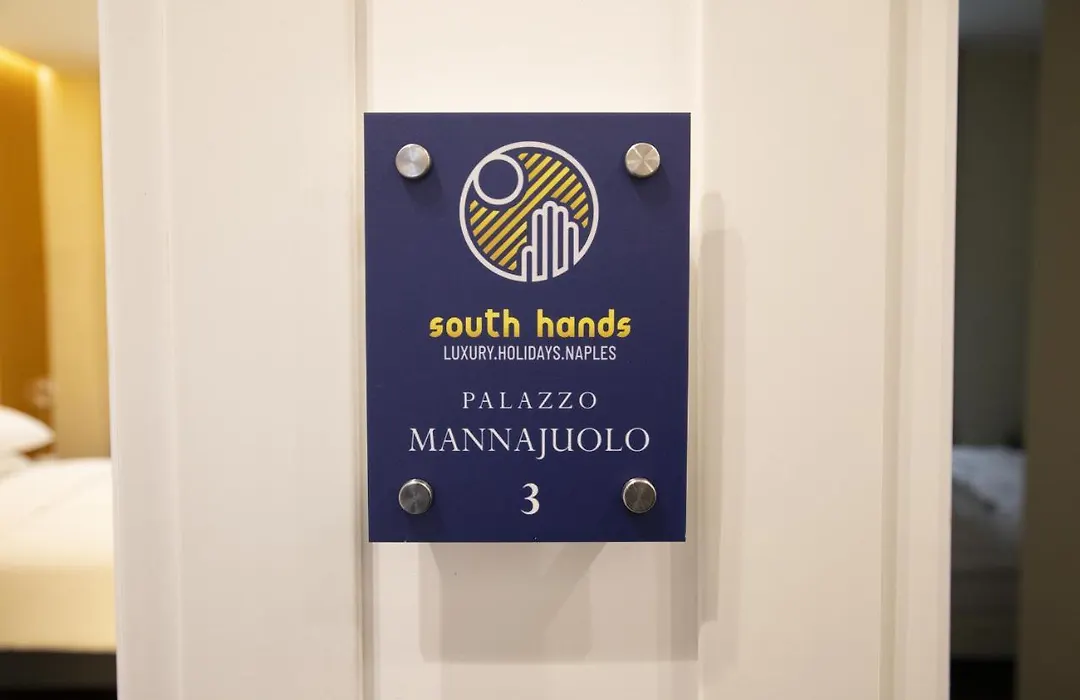 south hands
LUXURY.HOLIDAYS.NAPLES
PALAZZO
MANNAJUOLO
3